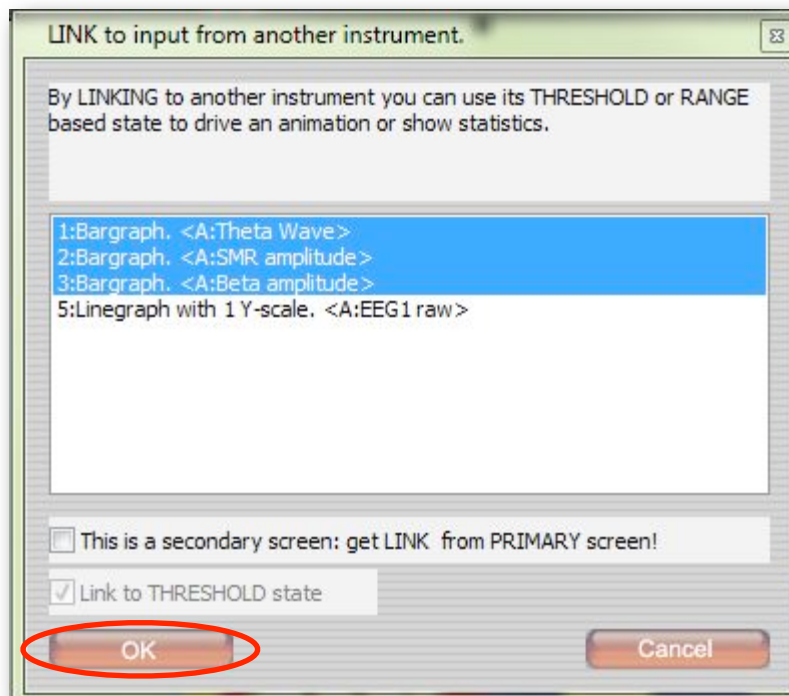 LINK to input from another instrument.
By LINKING to another instrument you can use its THRESHOLD or RANGE
based state to drive an animation or show statistics.
1:Bargraph. <A:Theta Wave>
2:Bargraph. <A:SMR amplitude>
3:Bargraph. <A:Beta amplitude>
5:Linegraph with 1 Y-scale. <A:EEG1 raw>
This is a secondary screen: get LINK from PRIMARY screen!
Link to THRESHOLD state
OK Cancel